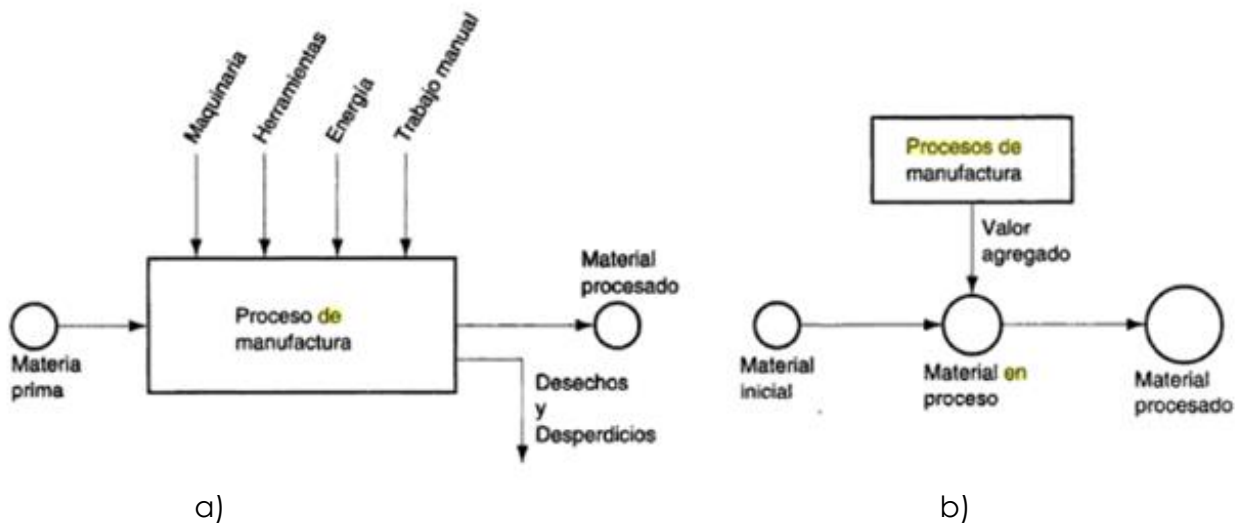 Maquinaria
Herramientas
Energía
Trabajo manual
Proceso de
manufactura
Materia
prima
Material
procesado
Desechos
y
Desperdicios
a)
Procesos de
manufactura
Valor
agregado
Material
inicial
Material en
proceso
Material
procesado
b)